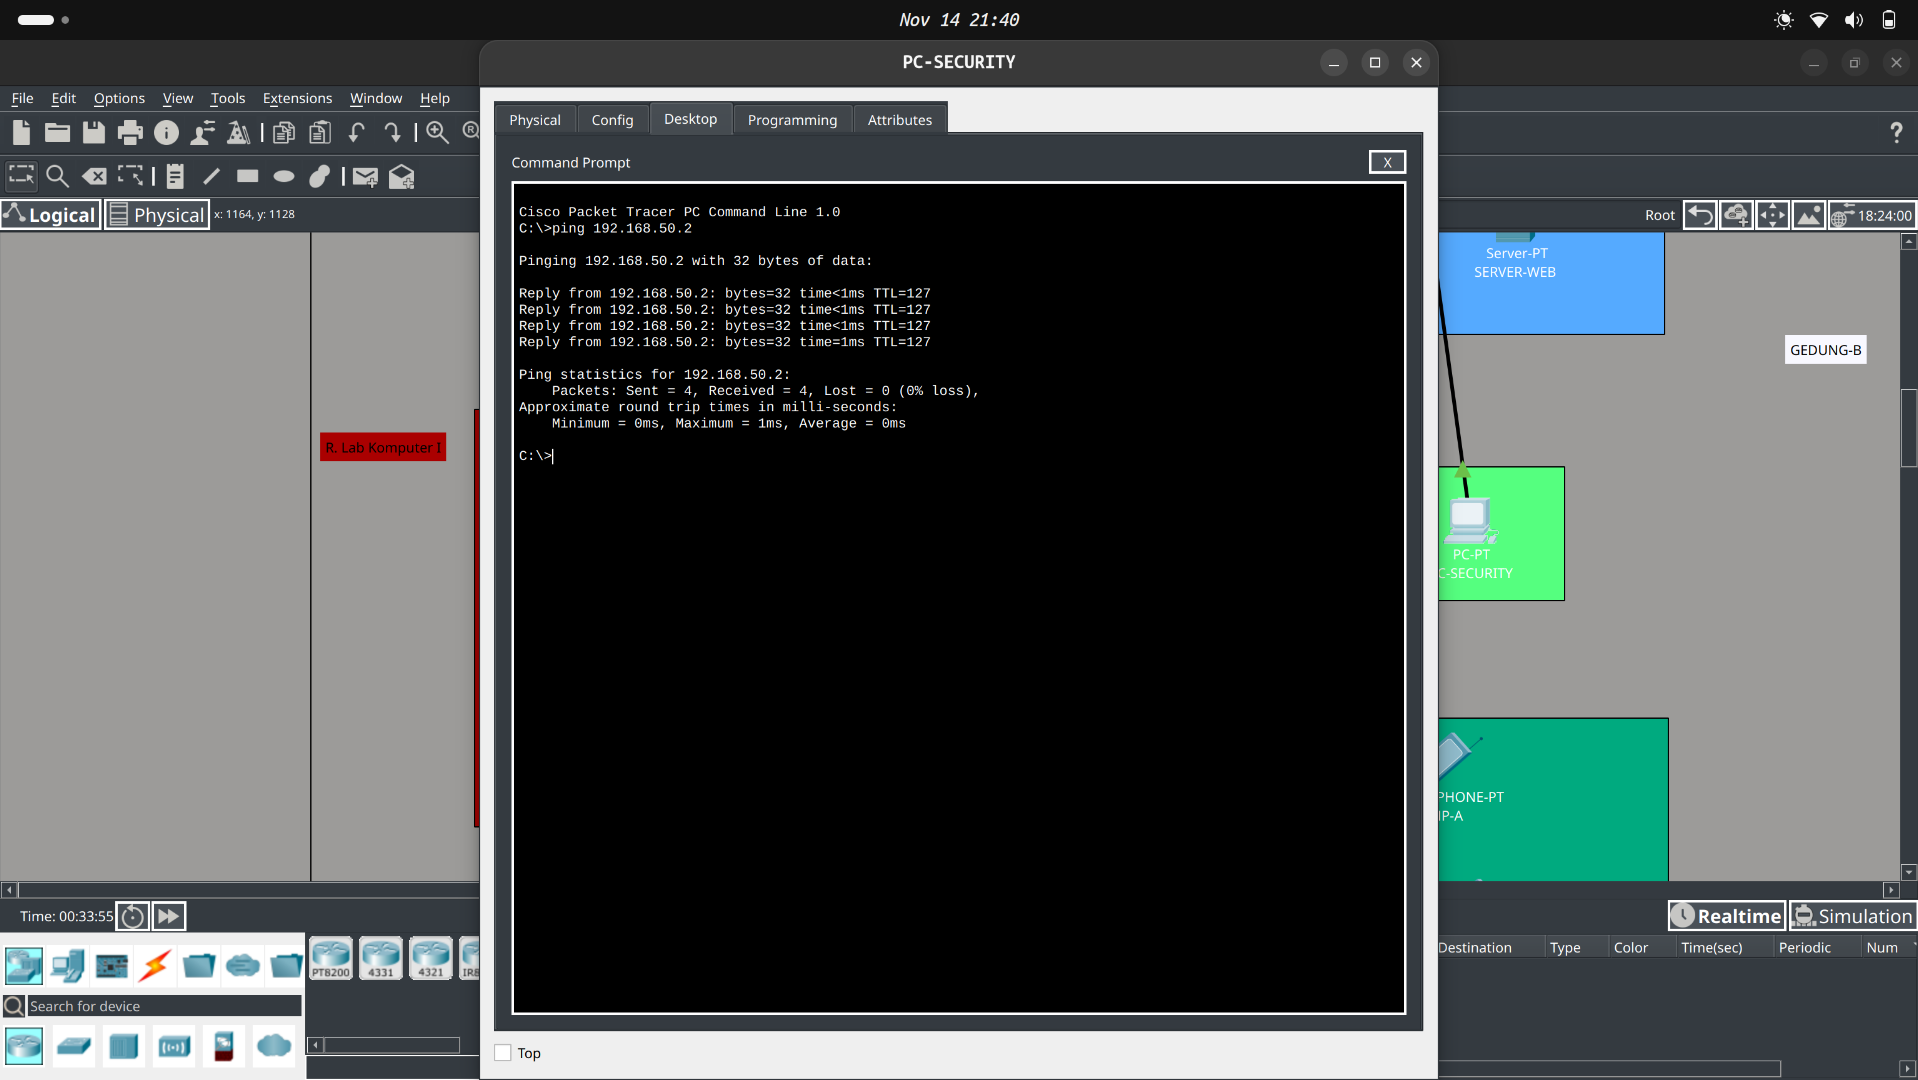 Nov 14 21:40
PC-SECURITY
File Edit Options View Tools Extensions Window Help
Physical Config Desktop Programming Attributes
Command Prompt
X
Logical Physical x: 1164, y: 1128
Root 18:24:00
Cisco Packet Tracer PC Command Line 1.0
C:\>ping 192.168.50.2
Pinging 192.168.50.2 with 32 bytes of data:
Reply from 192.168.50.2: bytes=32 time<1ms TTL=127
Reply from 192.168.50.2: bytes=32 time<1ms TTL=127
Reply from 192.168.50.2: bytes=32 time<1ms TTL=127
Reply from 192.168.50.2: bytes=32 time=1ms TTL=127
Ping statistics for 192.168.50.2:
Packets: Sent = 4, Received = 4, Lost = 0 (0% loss),
Approximate round trip times in milli-seconds:
Minimum = 0ms, Maximum = 1ms, Average = 0ms
C:\>
Server-PT
SERVER-WEB
GEDUNG-B
R. Lab Komputer I
PC-PT
C-SECURITY
PHONE-PT
IP-A
Time: 00:33:55
Realtime Simulation
Destination Type Color Time(sec) Periodic Num
PT8200 4331 4321 IR8
Search for device
Top